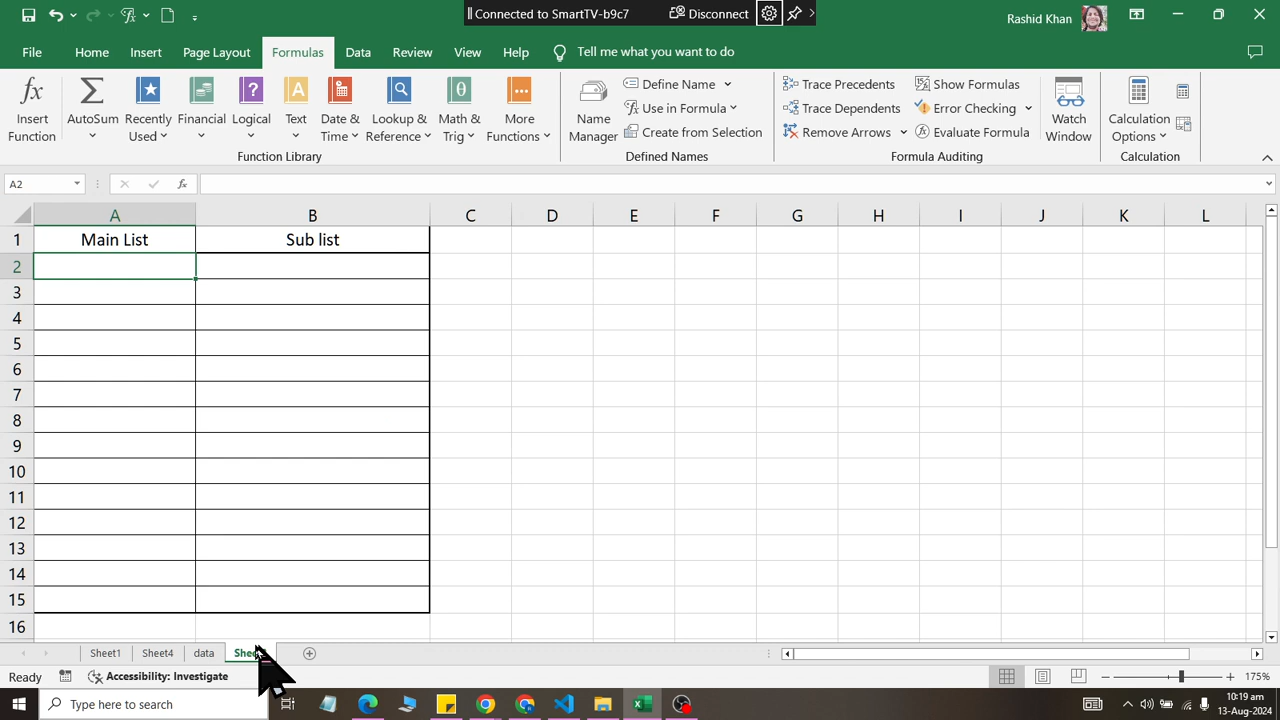 Connected to SmartTV-b9c7 Disconnect
Rashid Khan
File Home Insert Page Layout Formulas Data Review View Help Tell me what you want to do
Insert Function
AutoSum
Recently Used
Financial
Logical
Text
Date & Time
Lookup & Reference
Math & Trig
More Functions
Function Library
Name Manager
Define Name
Use in Formula
Create from Selection
Defined Names
Trace Precedents
Trace Dependents
Remove Arrows
Show Formulas
Error Checking
Evaluate Formula
Formula Auditing
Watch Window
Calculation Options
Calculation
A2 fx
A B C D E F G H I J K L
1 Main List Sub list
2
3
4
5
6
7
8
9
10
11
12
13
14
15
16
Sheet1 Sheet4 data
Ready Accessibility: Investigate 175%
Type here to search
10:19 am
13-Aug-2024